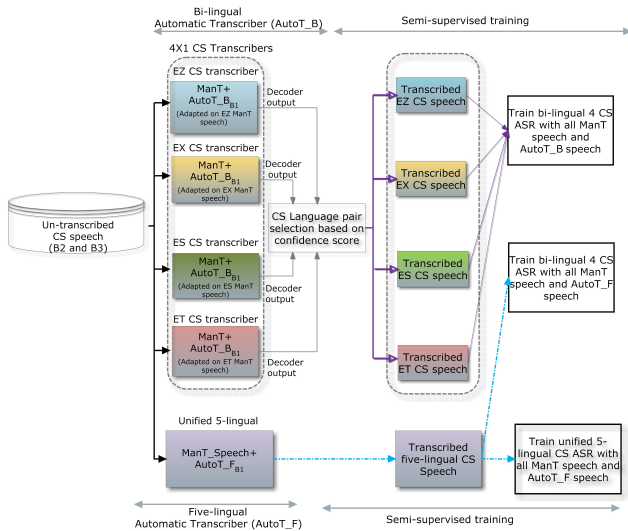 Bi-lingual
Automatic Transcriber (AutoT_B)
Semi-supervised training
4X1 CS Transcribers
EZ CS transcriber
ManT+
AutoT_B_B1
(Adapted on EZ ManT
speech)
Decoder
output
EX CS transcriber
ManT+
AutoT_B_B1
(Adapted on EX ManT
speech)
Decoder
output
ES CS transcriber
ManT+
AutoT_B_B1
(Adapted on ES ManT
speech)
Decoder
output
ET CS transcriber
ManT+
AutoT_B_B1
(Adapted on ET ManT
speech)
Decoder
output
Un-transcribed
CS speech
(B2 and B3)
CS Language pair
selection based on
confidence score
Transcribed
EZ CS speech
Transcribed
EX CS speech
Transcribed
ES CS speech
Transcribed
ET CS speech
Train bi-lingual 4 CS
ASR with all ManT
speech and
AutoT_B speech
Train bi-lingual 4 CS
ASR with all ManT
speech and AutoT_F
speech
Unified 5-lingual
ManT_Speech+
AutoT_F_B1
Transcribed
five-lingual CS
Speech
Train unified 5-
lingual CS ASR with
all ManT speech and
AutoT_F speech
Five-lingual
Automatic Transcriber (AutoT_F)
Semi-supervised training